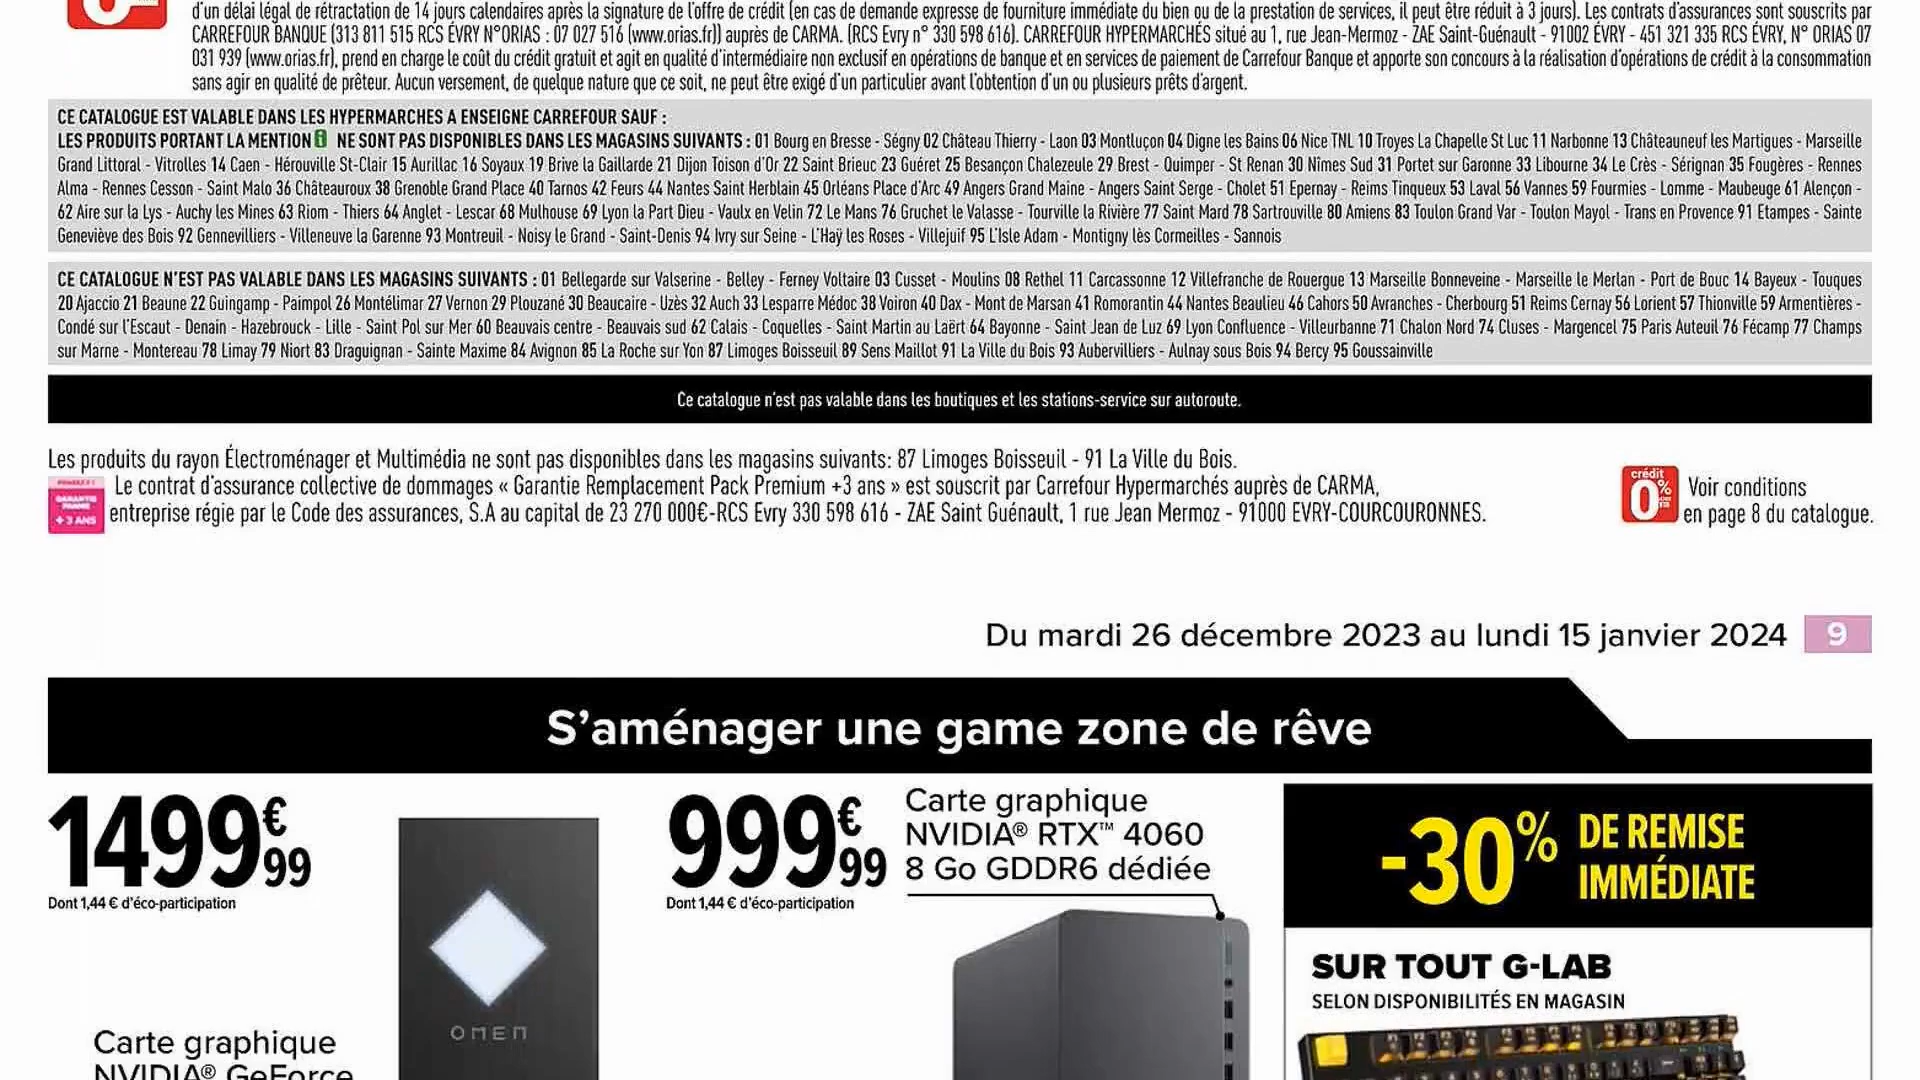 d'un délai légal de rétractation de 14 jours calendaires après la signature de l'offre de crédit (en cas de demande expresse de fourniture immédiate du bien ou de la prestation de services, il peut être réduit à 3 jours). Les contrats d'assurances sont souscrits par
CARREFOUR BANQUE (313 811 515 RCS ÉVRY N°ORIAS : 07 027 516 (www.orias.fr)) auprès de CARMA. (RCS Evry n° 330 598 616). CARREFOUR HYPERMARCHÉS situé au 1, rue Jean-Mermoz - ZAE Saint-Guénault - 91002 ÉVRY - 451 321 335 RCS ÉVRY, N° ORIAS 07
031 939 (www.orias.fr), prend en charge le coût du crédit gratuit et agit en qualité d'intermédiaire non exclusif en opérations de banque et en services de paiement de Carrefour Banque et apporte son concours à la réalisation d'opérations de crédit à la consommation
sans agir en qualité de prêteur. Aucun versement, de quelque nature que ce soit, ne peut être exigé d'un particulier avant l'obtention d'un ou plusieurs prêts d'argent.
CE CATALOGUE EST VALABLE DANS LES HYPERMARCHES A ENSEIGNE CARREFOUR SAUF :
LES PRODUITS PORTANT LA MENTION i NE SONT PAS DISPONIBLES DANS LES MAGASINS SUIVANTS : 01 Bourg en Bresse - Ségny 02 Château Thierry - Laon 03 Montluçon 04 Digne les Bains 06 Nice TNL 10 Troyes La Chapelle St Luc 11 Narbonne 13 Châteauneuf les Martigues - Marseille
Grand Littoral - Vitrolles 14 Caen - Hérouville St-Clair 15 Aurillac 16 Soyaux 19 Brive la Gaillarde 21 Dijon Toison d'Or 22 Saint Brieuc 23 Guéret 25 Besançon Chalezeule 29 Brest - Quimper - St Renan 30 Nîmes Sud 31 Portet sur Garonne 33 Libourne 34 Le Crès - Sérignan 35 Fougères - Rennes
Alma - Rennes Cesson - Saint Malo 36 Châteauroux 38 Grenoble Grand Place 40 Tarnos 42 Feurs 44 Nantes Saint Herblain 45 Orléans Place d'Arc 49 Angers Grand Maine - Angers Saint Serge - Cholet 51 Epernay - Reims Tinqueux 53 Laval 56 Vannes 59 Fourmies - Lomme - Maubeuge 61 Alençon -
62 Aire sur la Lys - Auchy les Mines 63 Riom - Thiers 64 Anglet - Lescar 68 Mulhouse 69 Lyon la Part Dieu - Vaulx en Velin 72 Le Mans 76 Gruchet le Valasse - Tourville la Rivière 77 Saint Mard 78 Sartrouville 80 Amiens 83 Toulon Grand Var - Toulon Mayol - Trans en Provence 91 Etampes - Sainte
Geneviève des Bois 92 Gennevilliers - Villeneuve la Garenne 93 Montreuil - Noisy le Grand - Saint-Denis 94 Ivry sur Seine - L'Haÿ les Roses - Villejuif 95 L'Isle Adam - Montigny lès Cormeilles - Sannois
CE CATALOGUE N'EST PAS VALABLE DANS LES MAGASINS SUIVANTS : 01 Bellegarde sur Valserine - Belley - Ferney Voltaire 03 Cusset - Moulins 08 Rethel 11 Carcassonne 12 Villefranche de Rouergue 13 Marseille Bonneveine - Marseille le Merlan - Port de Bouc 14 Bayeux - Touques
20 Ajaccio 21 Beaune 22 Guingamp - Paimpol 26 Montélimar 27 Vernon 29 Plouzané 30 Beaucaire - Uzès 32 Auch 33 Lesparre Médoc 38 Voiron 40 Dax - Mont de Marsan 41 Romorantin 44 Nantes Beaulieu 46 Cahors 50 Avranches - Cherbourg 51 Reims Cernay 56 Lorient 57 Thionville 59 Armentières -
Condé sur l'Escaut - Denain - Hazebrouck - Lille - Saint Pol sur Mer 60 Beauvais centre - Beauvais sud 62 Calais - Coquelles - Saint Martin au Laërt 64 Bayonne - Saint Jean de Luz 69 Lyon Confluence - Villeurbanne 71 Chalon Nord 74 Cluses - Margencel 75 Paris Auteuil 76 Fécamp 77 Champs
sur Marne - Montereau 78 Limay 79 Niort 83 Draguignan - Sainte Maxime 84 Avignon 85 La Roche sur Yon 87 Limoges Boisseuil 89 Sens Maillot 91 La Ville du Bois 93 Aubervilliers - Aulnay sous Bois 94 Bercy 95 Goussainville
Ce catalogue n'est pas valable dans les boutiques et les stations-service sur autoroute.
Les produits du rayon Électroménager et Multimédia ne sont pas disponibles dans les magasins suivants: 87 Limoges Boisseuil - 91 La Ville du Bois.
GARANTIE
+3 ANS
Le contrat d'assurance collective de dommages « Garantie Remplacement Pack Premium +3 ans » est souscrit par Carrefour Hypermarchés auprès de CARMA,
entreprise régie par le Code des assurances, S.A au capital de 23 270 000€-RCS Evry 330 598 616 - ZAE Saint Guénault, 1 rue Jean Mermoz - 91000 EVRY-COURCOURONNES.
crédit
0%
Voir conditions
en page 8 du catalogue.
Du mardi 26 décembre 2023 au lundi 15 janvier 2024 9
S'aménager une game zone de rêve
1499€99
Dont 1,44 € d'éco-participation
OMEN
Carte graphique
NVIDIA® GeForce
999€99
Dont 1,44 € d'éco-participation
Carte graphique
NVIDIA® RTX™ 4060
8 Go GDDR6 dédiée
-30% DE REMISE
IMMÉDIATE
SUR TOUT G-LAB
SELON DISPONIBILITÉS EN MAGASIN